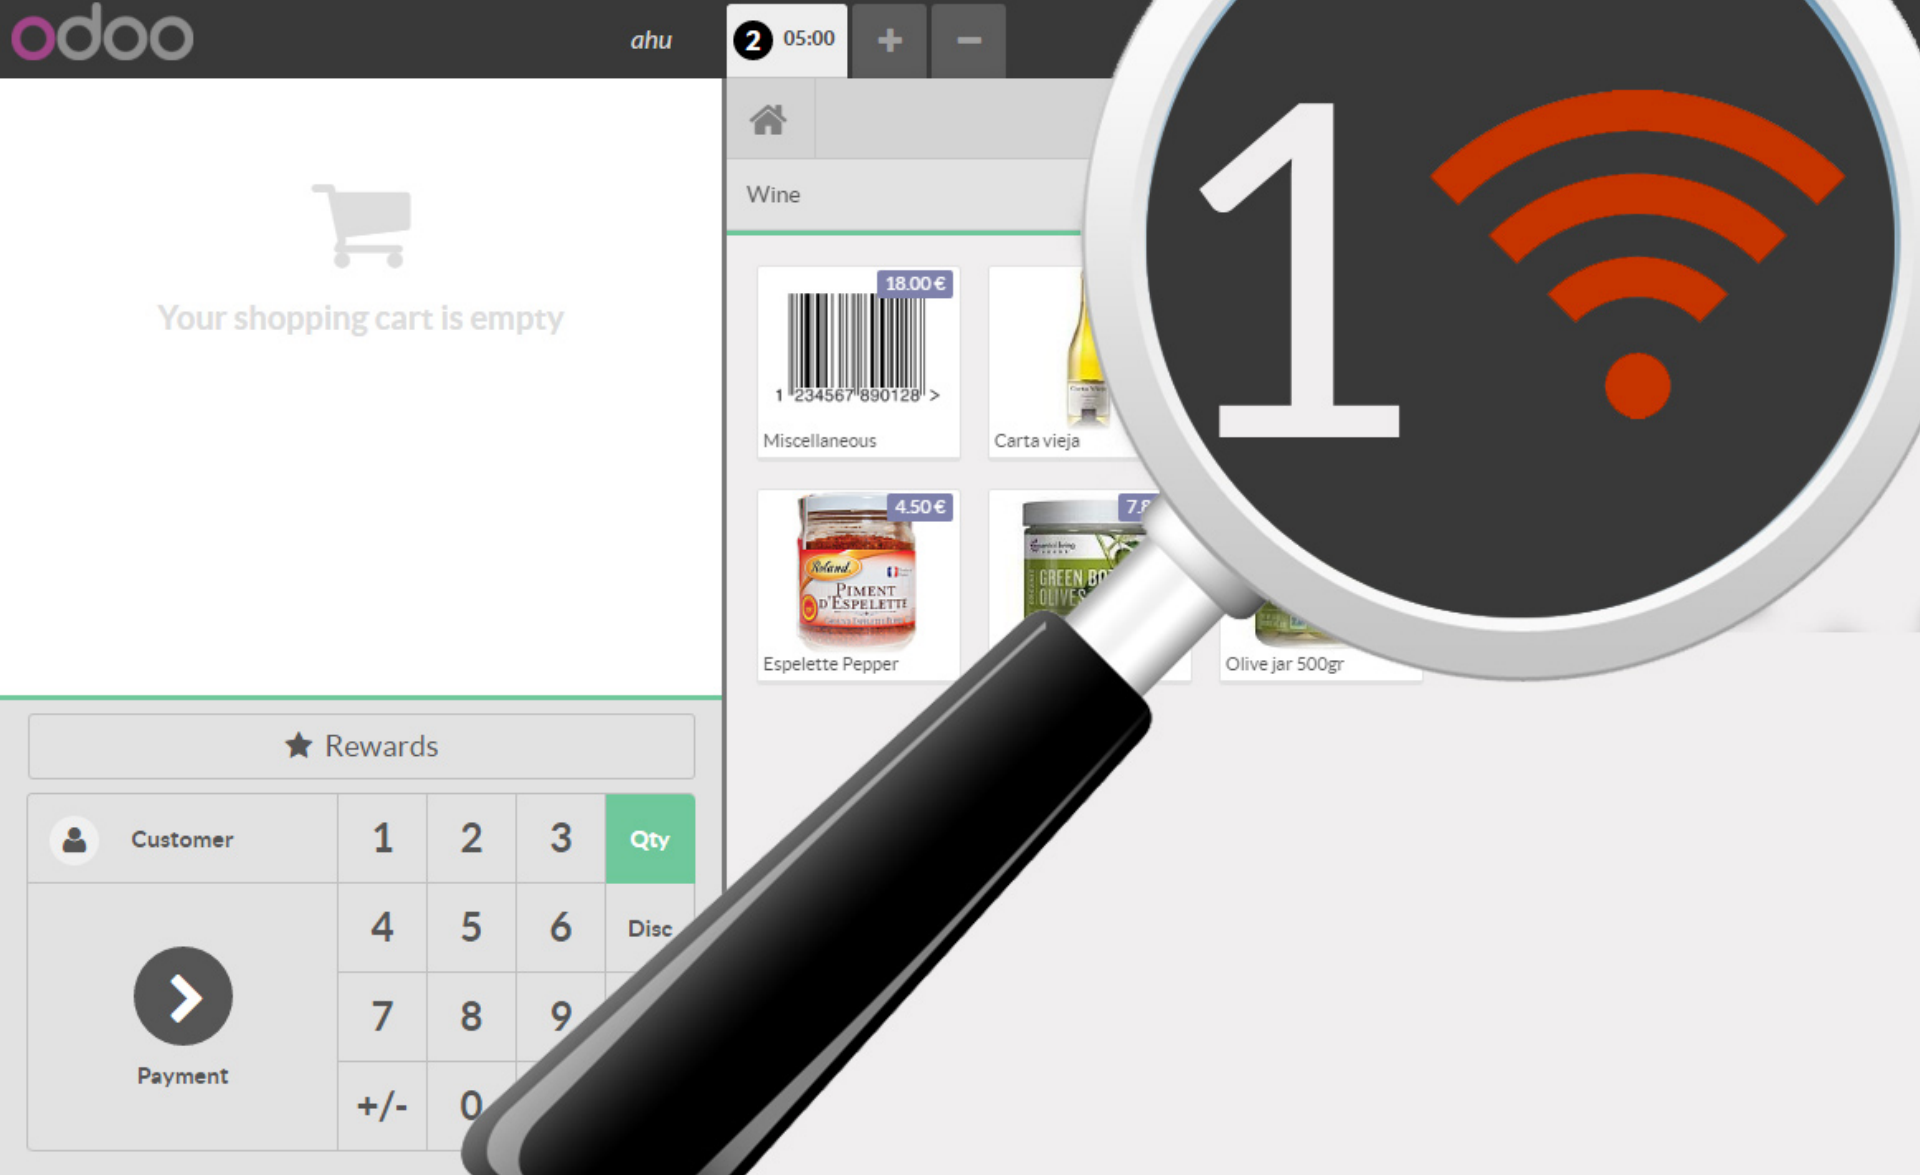 odoo
ahu
2 05:00 + −
1
Wine
Your shopping cart is empty
18.00 €
1 234567 890128 >
Miscellaneous
Carta vieja
4.50 €
Roland
PIMENT
D'ESPELETTE
Espelette Pepper
7.8
GREEN
OLIVES
Olive jar 500gr
Rewards
Customer
1 2 3 Qty
4 5 6 Disc
7 8 9
Payment
+/- 0